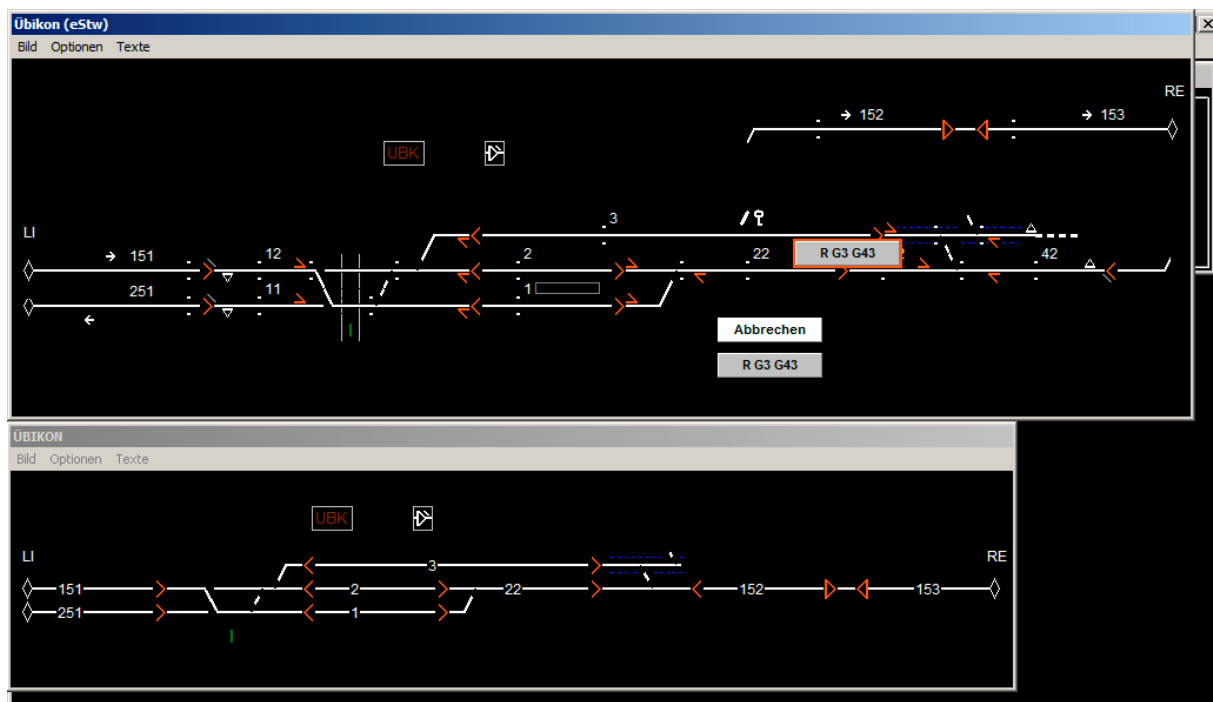 Übikon (eStw)
Bild Optionen Texte
RE
152 153
UBK
3
LI
151 12 2 22 R G3 G43 2 42
251 11 1
Abbrechen
R G3 G43
ÜBIKON
Bild Optionen Texte
UBK
LI RE
3
151 2 22 152 153
251 1